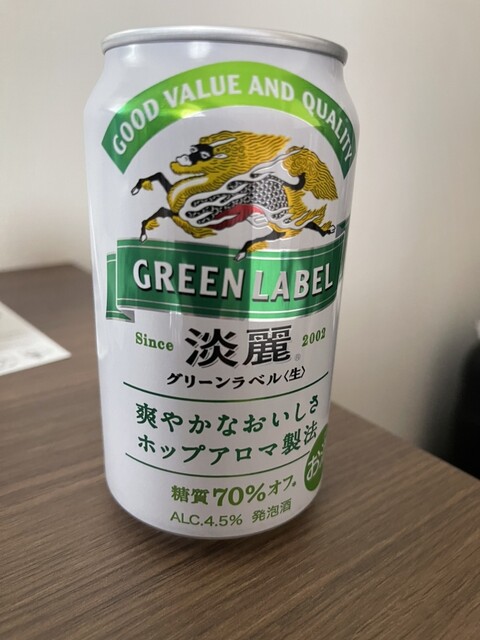 GOOD VALUE AND QUALITY
GREEN LABEL
Since 淡麗® 2002
グリーンラベル〈生〉
爽やかなおいしさ
ホップアロマ製法
糖質70%オフ※
ALC.4.5% 発泡酒